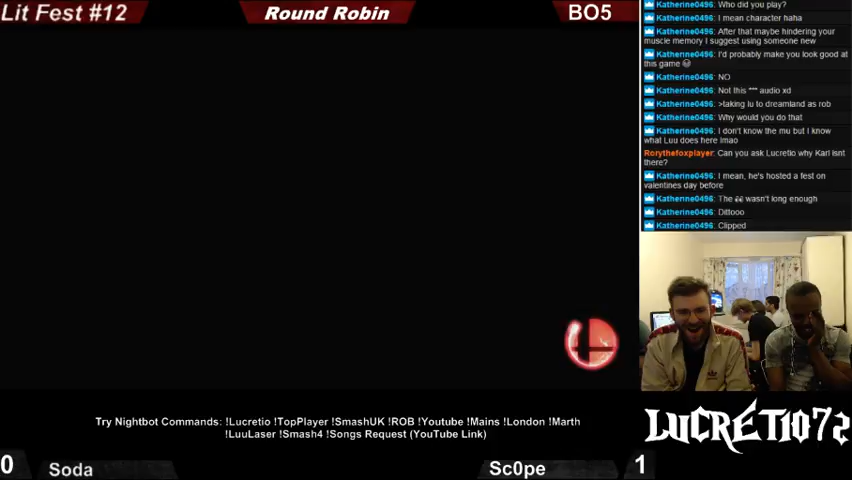 Lit Fest #12
Round Robin
BO5
Katherine0496: Who did you play?
Katherine0496: I mean character haha
Katherine0496: After that maybe hindering your
muscle memory I suggest using someone new
Katherine0496: I'd probably make you look good at
this game
Katherine0496: NO
Katherine0496: Not this *** audio xd
Katherine0496: >taking lu to dreamland as rob
Katherine0496: Why would you do that
Katherine0496: I don't know the mu but I know
what Luu does here lmao
Rorythefoxplayer: Can you ask Lucretio why Karl isnt
there?
Katherine0496: I mean, he's hosted a fest on
valentines day before
Katherine0496: The wasn't long enough
Katherine0496: Dittooo
Katherine0496: Clipped
LUCRÉTIO72
Try Nightbot Commands: !Lucretio !TopPlayer !SmashUK !ROB !Youtube !Mains !London !Marth
!LuuLaser !Smash4 !Songs Request (YouTube Link)
0
Soda
Sc0pe
1